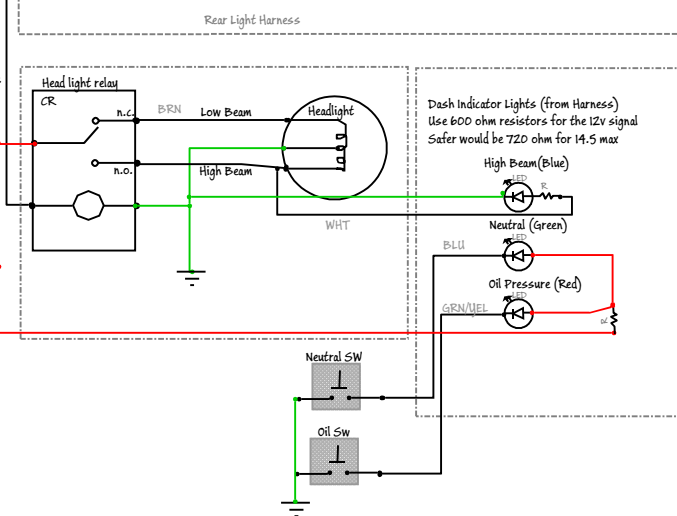 Rear Light Harness
Head light relay
CR
n.c.
BRN
Low Beam
Headlight
n.o.
High Beam
WHT
Dash Indicator Lights (from Harness)
Use 600 ohm resistors for the 12v signal
Safer would be 720 ohm for 14.5 max
High Beam(Blue)
LED
R
Neutral (Green)
LED
BLU
Oil Pressure (Red)
LED
GRN/YEL
R
Neutral SW
Oil Sw